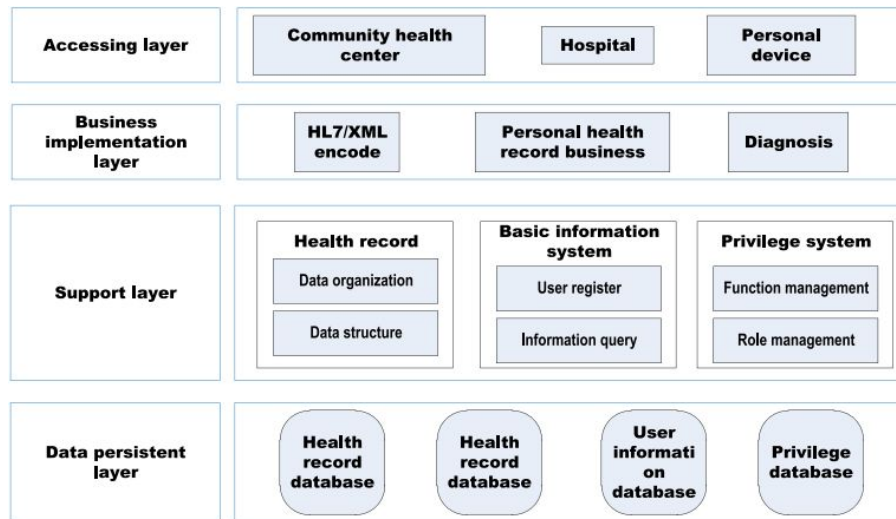 Accessing layer
Community health
center
Hospital
Personal
device
Business
implementation
layer
HL7/XML
encode
Personal health
record business
Diagnosis
Support layer
Health record
Data organization
Data structure
Basic information
system
User register
Information query
Privilege system
Function management
Role management
Data persistent
layer
Health
record
database
Health
record
database
User
informati
on
database
Privilege
database